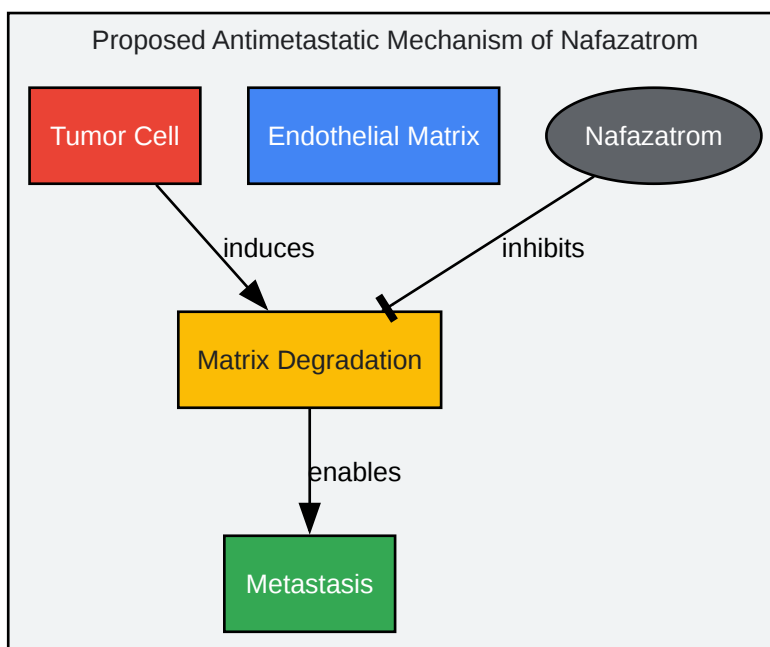 Proposed Antimetastatic Mechanism of Nafazatrom
Tumor Cell
Endothelial Matrix
Nafazatrom
induces
inhibits
Matrix Degradation
enables
Metastasis